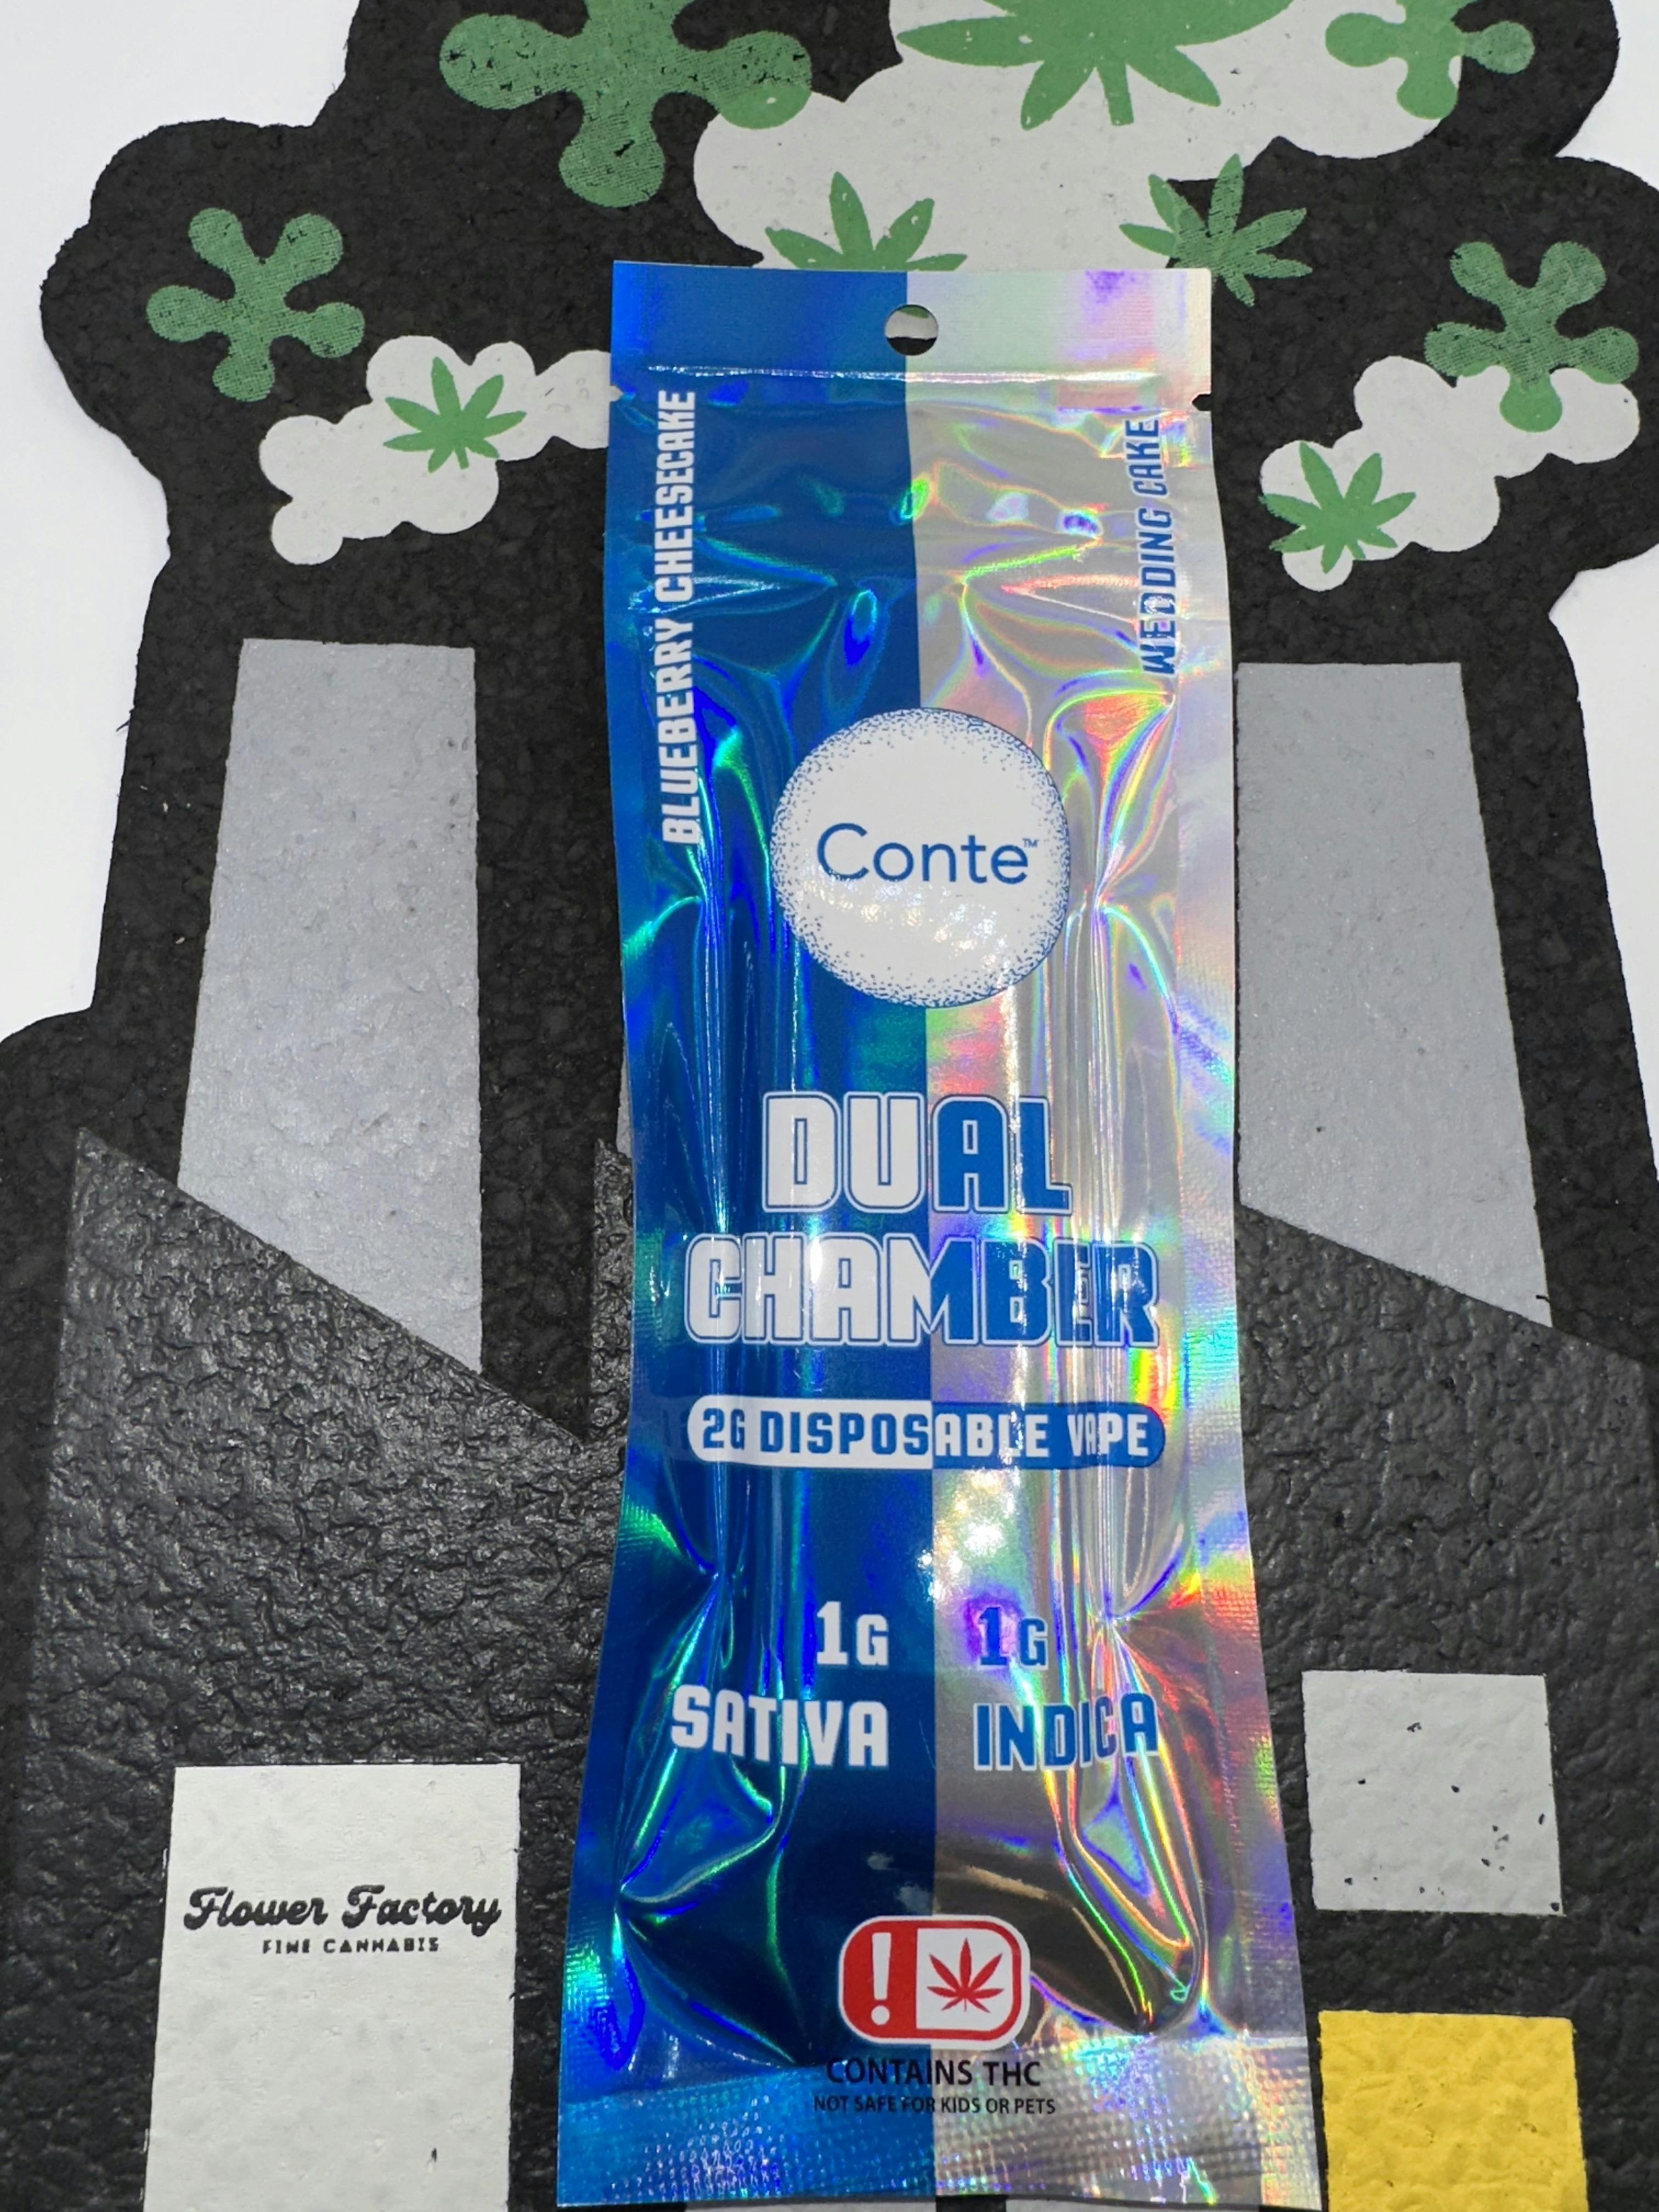 BLUEBERRY CHEESECAKE
WEDDING CAKE
Conte™
DUAL
CHAMBER
2G DISPOSABLE VAPE
1G
SATIVA
1G
INDICA
!
CONTAINS THC
NOT SAFE FOR KIDS OR PETS
Flower Factory
FINE CANNABIS